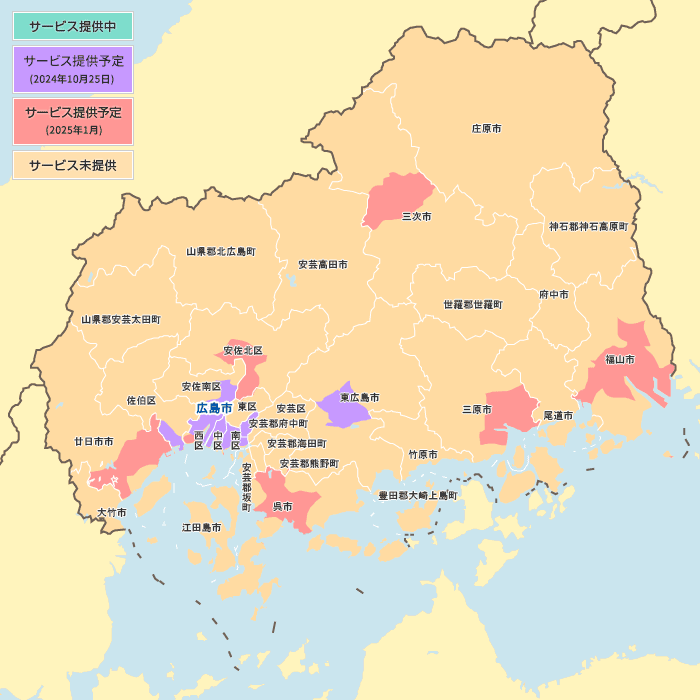 サービス提供中
サービス提供予定
(2024年10月25日)
サービス提供予定
(2025年1月)
サービス未提供
庄原市
三次市
神石郡神石高原町
山県郡北広島町
安芸高田市
府中市
世羅郡世羅町
山県郡安芸太田町
安佐北区
福山市
安佐南区
佐伯区
広島市
東区
安芸区
東広島市
三原市
尾道市
安芸郡府中町
廿日市市
西区
中区
南区
安芸郡海田町
竹原市
安芸郡熊野町
安芸郡坂町
豊田郡大崎上島町
呉市
大竹市
江田島市